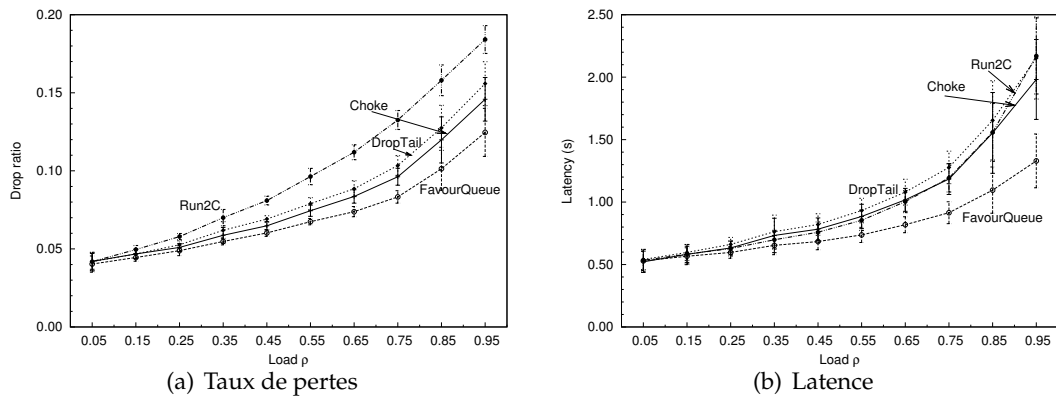 0.20
0.15
0.10
0.05
0.00
Drop ratio
Choke
DropTail
Run2C
FavourQueue
0.05 0.15 0.25 0.35 0.45 0.55 0.65 0.75 0.85 0.95
Load ρ
(a) Taux de pertes
2.50
2.00
1.50
1.00
0.50
0.00
Latency (s)
Run2C
Choke
DropTail
FavourQueue
0.05 0.15 0.25 0.35 0.45 0.55 0.65 0.75 0.85 0.95
Load ρ
(b) Latence